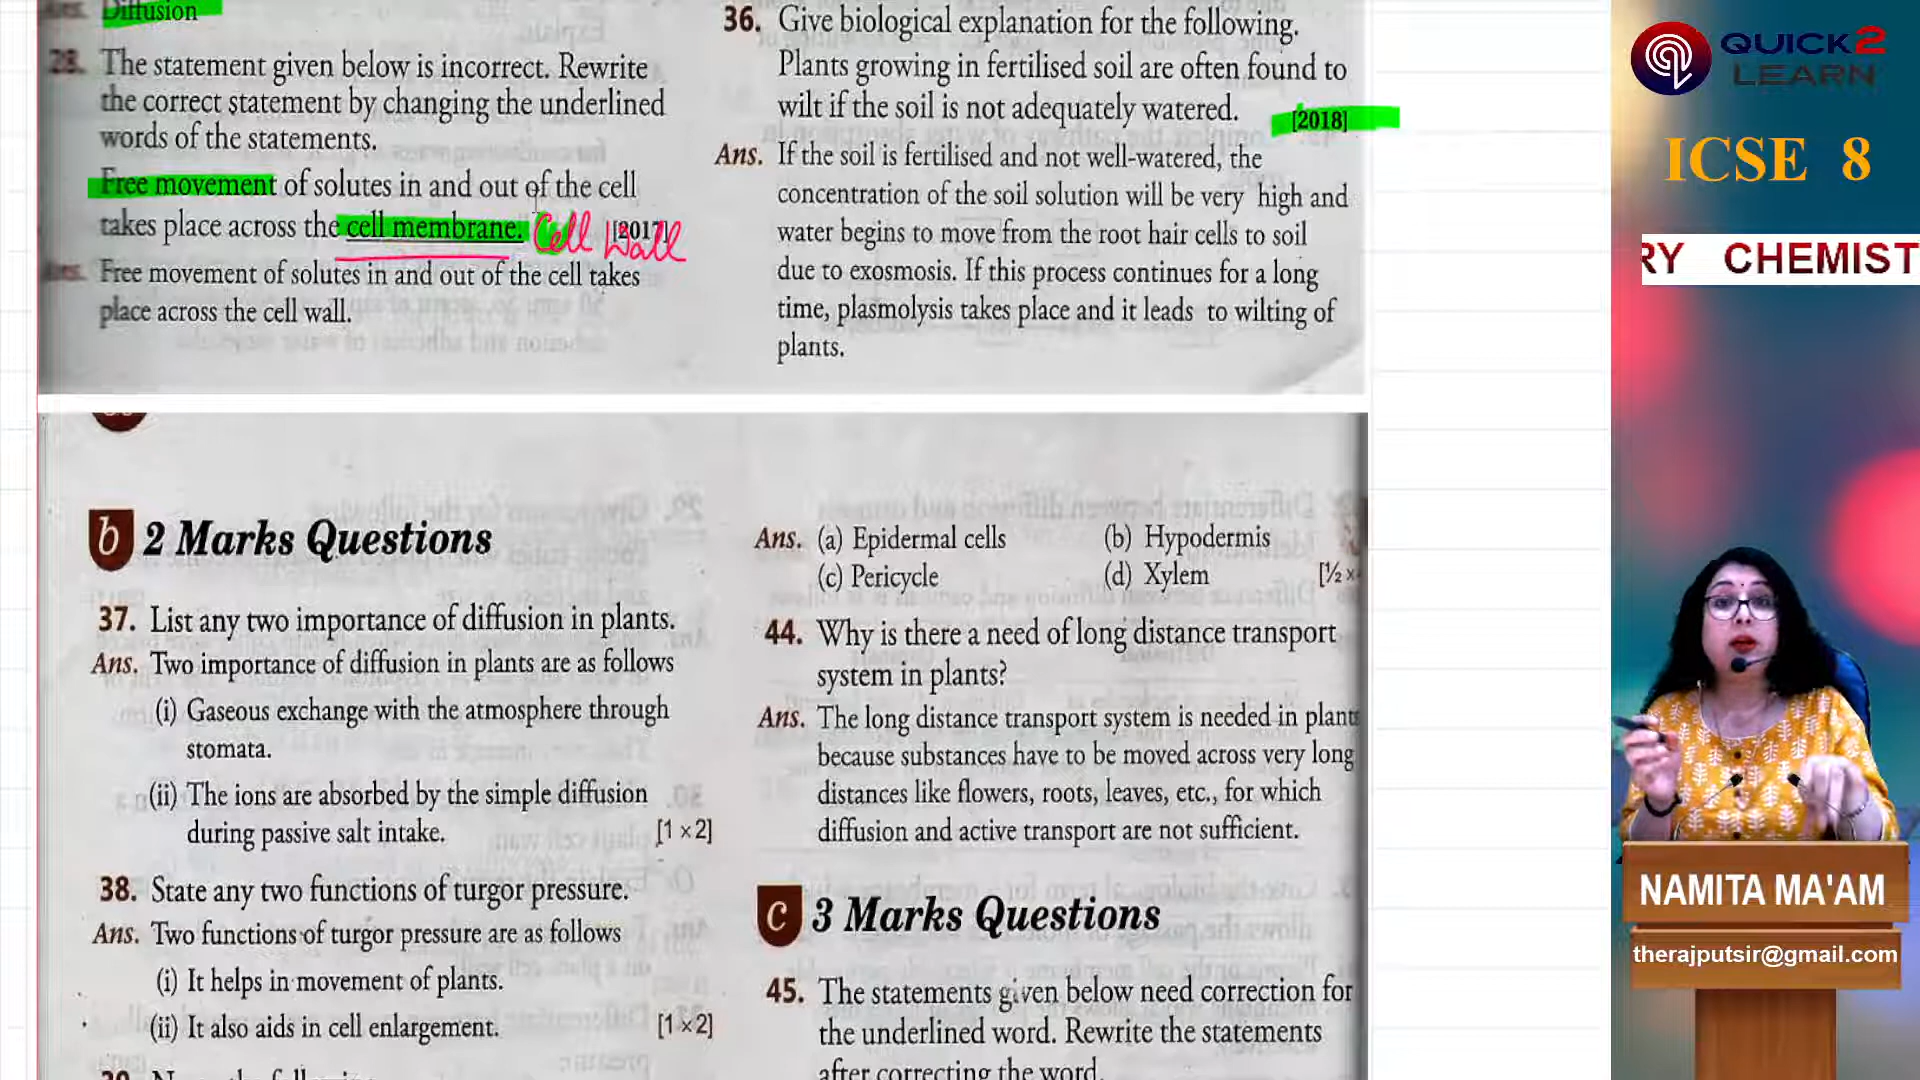 Ans. Diffusion
28. The statement given below is incorrect. Rewrite
the correct statement by changing the underlined
words of the statements.
Free movement of solutes in and out of the cell
takes place across the cell membrane. Cell Wall [2017]
Ans. Free movement of solutes in and out of the cell takes
place across the cell wall.
36. Give biological explanation for the following.
Plants growing in fertilised soil are often found to
wilt if the soil is not adequately watered.
[2018]
Ans. If the soil is fertilised and not well-watered, the
concentration of the soil solution will be very high and
water begins to move from the root hair cells to soil
due to exosmosis. If this process continues for a long
time, plasmolysis takes place and it leads to wilting of
plants.
b 2 Marks Questions
37. List any two importance of diffusion in plants.
Ans. Two importance of diffusion in plants are as follows
(i) Gaseous exchange with the atmosphere through
stomata.
(ii) The ions are absorbed by the simple diffusion
during passive salt intake. [1 × 2]
38. State any two functions of turgor pressure.
Ans. Two functions of turgor pressure are as follows
(i) It helps in movement of plants.
(ii) It also aids in cell enlargement. [1 × 2]
Ans. (a) Epidermal cells (b) Hypodermis
(c) Pericycle (d) Xylem [½ ×
44. Why is there a need of long distance transport
system in plants?
Ans. The long distance transport system is needed in plants
because substances have to be moved across very long
distances like flowers, roots, leaves, etc., for which
diffusion and active transport are not sufficient.
c 3 Marks Questions
45. The statements given below need correction for
the underlined word. Rewrite the statements
after correcting the word.
QUICK2
LEARN
ICSE 8
RY CHEMIST
NAMITA MA'AM
therajputsir@gmail.com